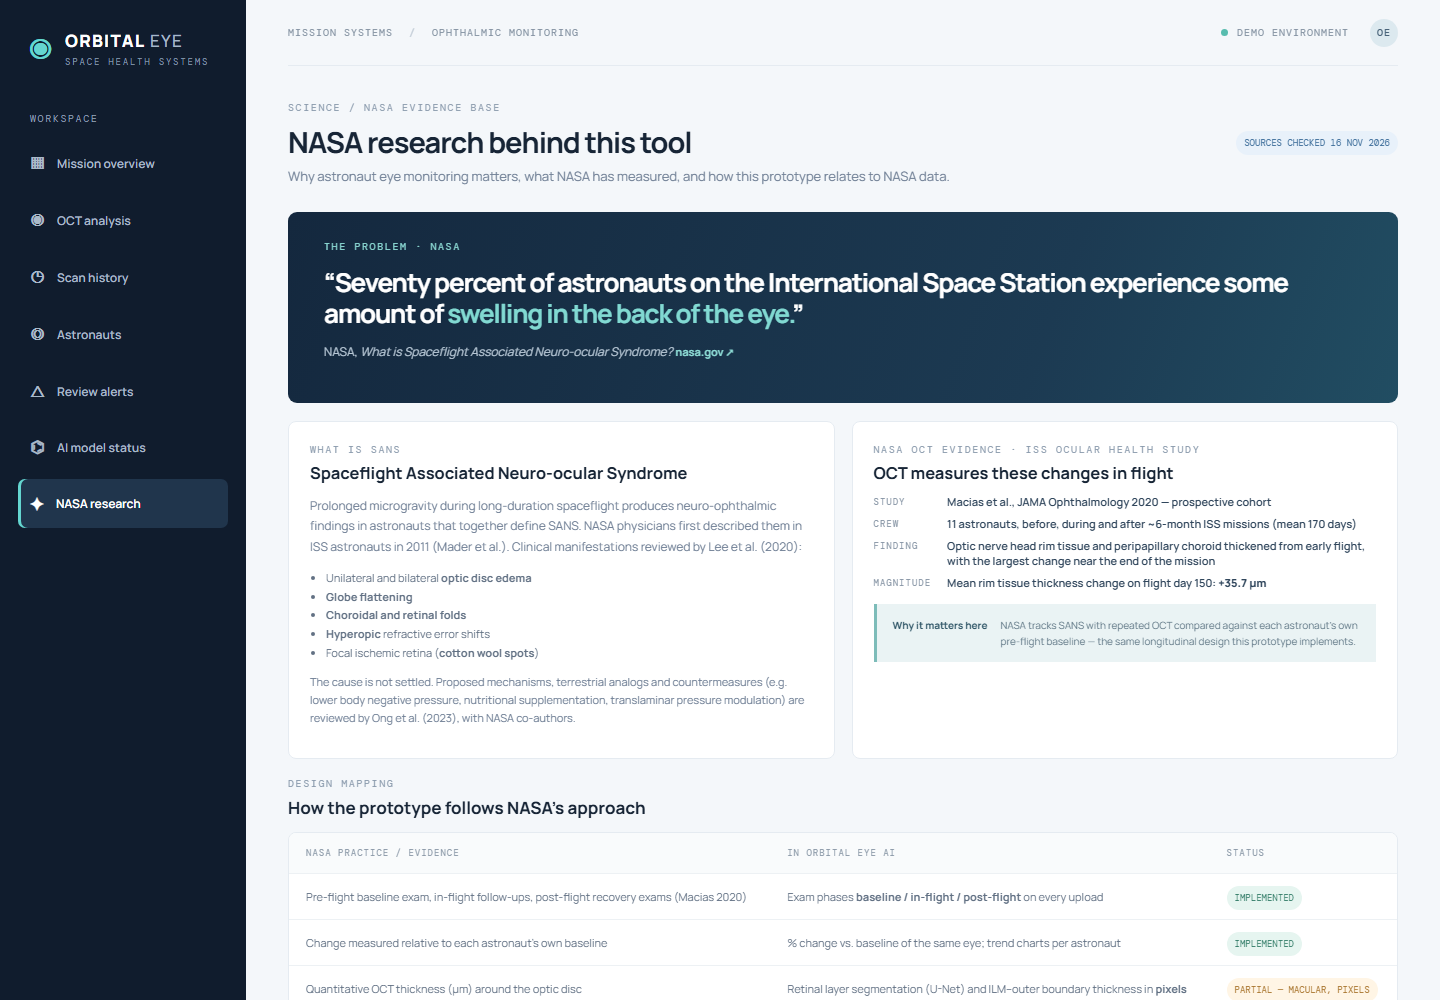 ORBITAL EYE
SPACE HEALTH SYSTEMS
WORKSPACE
Mission overview
OCT analysis
Scan history
Astronauts
Review alerts
AI model status
NASA research
MISSION SYSTEMS / OPHTHALMIC MONITORING
DEMO ENVIRONMENT
OE
SCIENCE / NASA EVIDENCE BASE
NASA research behind this tool
SOURCES CHECKED 16 NOV 2026
Why astronaut eye monitoring matters, what NASA has measured, and how this prototype relates to NASA data.
THE PROBLEM · NASA
“Seventy percent of astronauts on the International Space Station experience some
amount of swelling in the back of the eye.”
NASA, What is Spaceflight Associated Neuro-ocular Syndrome? nasa.gov ↗
WHAT IS SANS
Spaceflight Associated Neuro-ocular Syndrome
Prolonged microgravity during long-duration spaceflight produces neuro-ophthalmic
findings in astronauts that together define SANS. NASA physicians first described them in
ISS astronauts in 2011 (Mader et al.). Clinical manifestations reviewed by Lee et al. (2020):
• Unilateral and bilateral optic disc edema
• Globe flattening
• Choroidal and retinal folds
• Hyperopic refractive error shifts
• Focal ischemic retina (cotton wool spots)
The cause is not settled. Proposed mechanisms, terrestrial analogs and countermeasures (e.g.
lower body negative pressure, nutritional supplementation, translaminar pressure modulation) are
reviewed by Ong et al. (2023), with NASA co-authors.
NASA OCT EVIDENCE · ISS OCULAR HEALTH STUDY
OCT measures these changes in flight
STUDY Macias et al., JAMA Ophthalmology 2020 — prospective cohort
CREW 11 astronauts, before, during and after ~6-month ISS missions (mean 170 days)
FINDING Optic nerve head rim tissue and peripapillary choroid thickened from early flight,
with the largest change near the end of the mission
MAGNITUDE Mean rim tissue thickness change on flight day 150: +35.7 µm
Why it matters here NASA tracks SANS with repeated OCT compared against each astronaut's own
pre-flight baseline — the same longitudinal design this prototype implements.
DESIGN MAPPING
How the prototype follows NASA's approach
NASA PRACTICE / EVIDENCE IN ORBITAL EYE AI STATUS
Pre-flight baseline exam, in-flight follow-ups, post-flight recovery exams (Macias 2020) Exam phases baseline / in-flight / post-flight on every upload IMPLEMENTED
Change measured relative to each astronaut's own baseline % change vs. baseline of the same eye; trend charts per astronaut IMPLEMENTED
Quantitative OCT thickness (µm) around the optic disc Retinal layer segmentation (U-Net) and ILM–outer boundary thickness in pixels PARTIAL — MACULAR, PIXELS